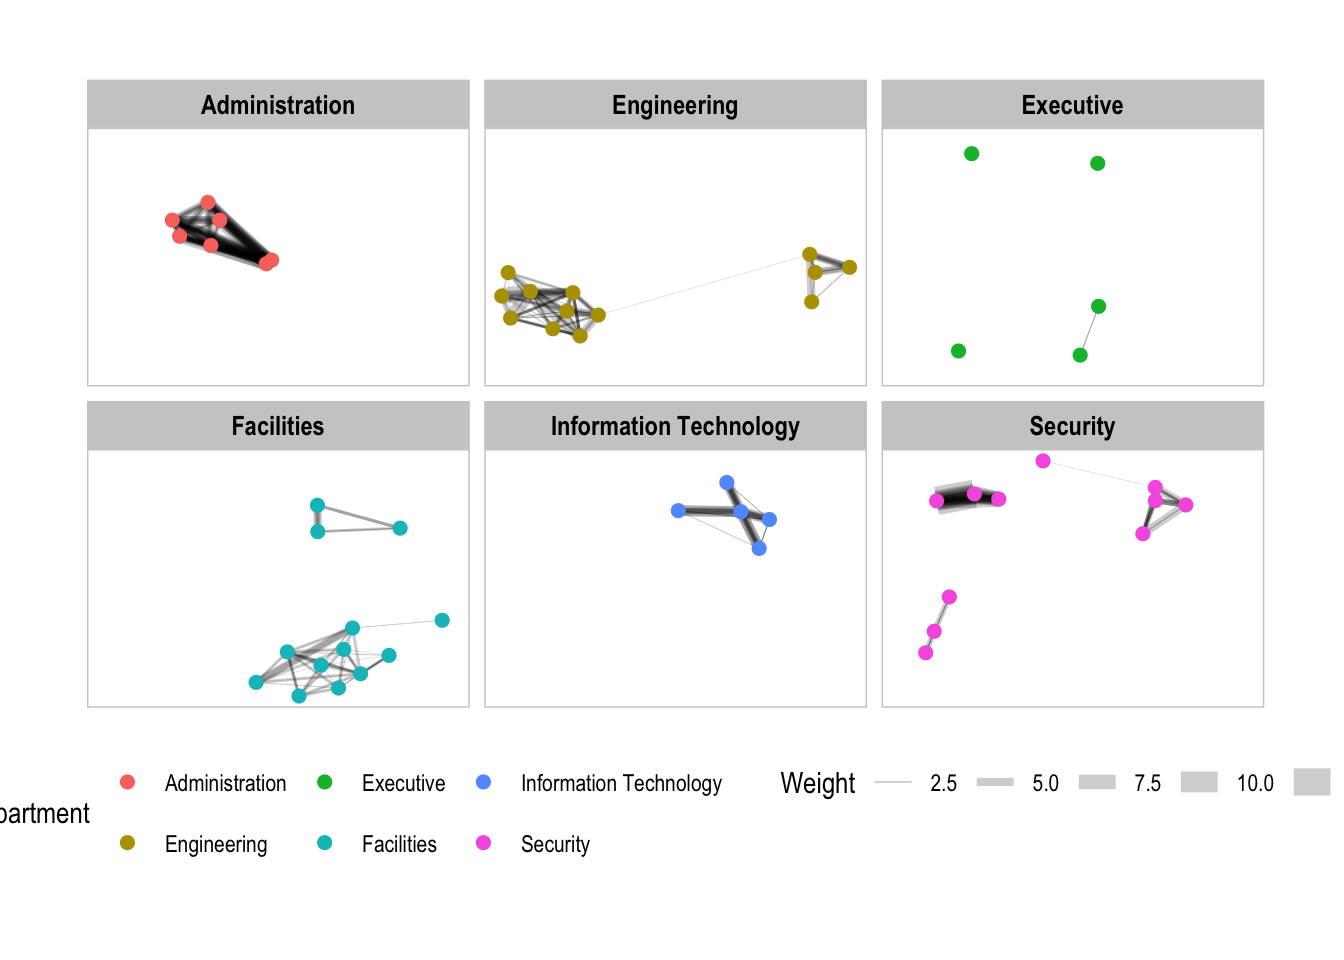 Administration
Engineering
Executive
Facilities
Information Technology
Security
partment
Administration
Executive
Information Technology
Engineering
Facilities
Security
Weight
2.5
5.0
7.5
10.0